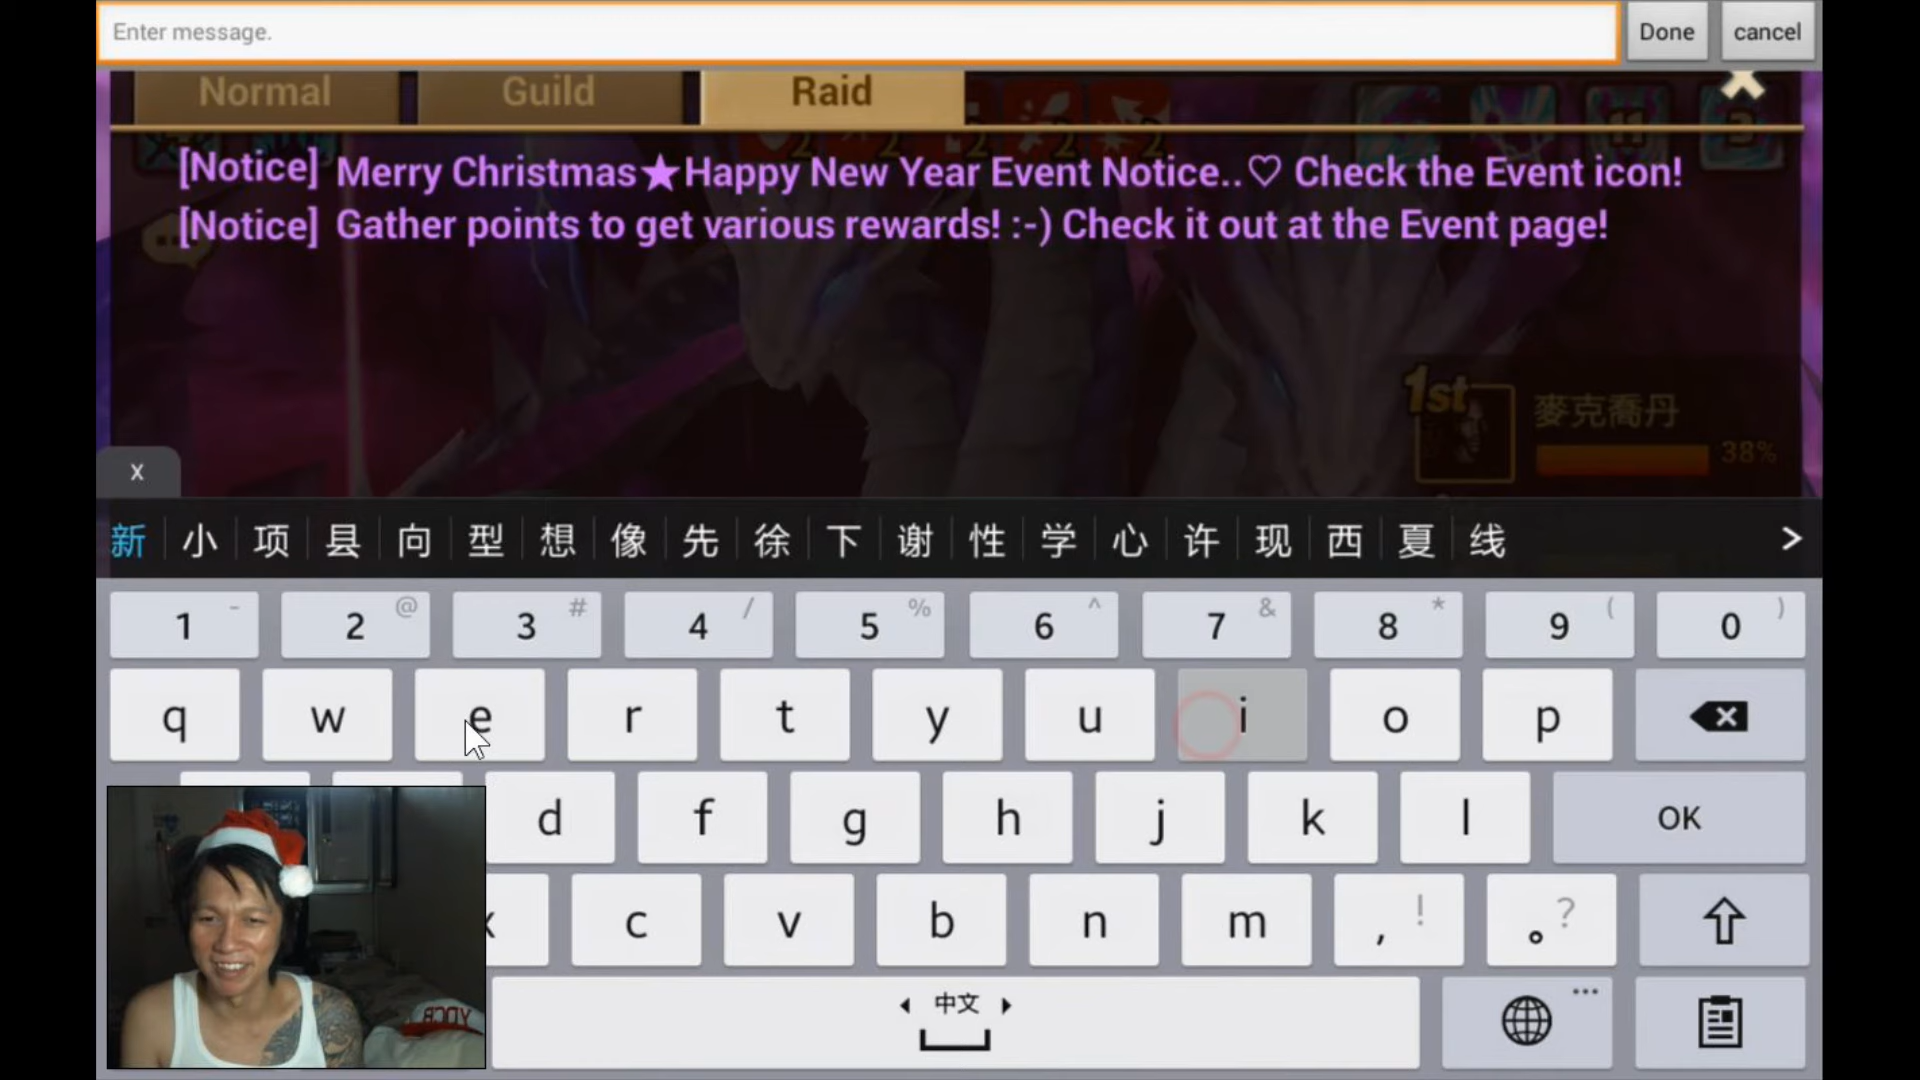 Enter message. Done cancel
Normal Guild Raid
[Notice] Merry Christmas★Happy New Year Event Notice..♡ Check the Event icon!
[Notice] Gather points to get various rewards! :-) Check it out at the Event page!
1st 麥克喬丹
38%
x
新 小 项 县 向 型 想 像 先 徐 下 谢 性 学 心 许 现 西 夏 线 >
1 - 2 @ 3 # 4 / 5 % 6 ^ 7 & 8 * 9 ( 0 )
q w e r t y u i o p
d f g h j k l OK
x c v b n m , ! 。 ?
中文